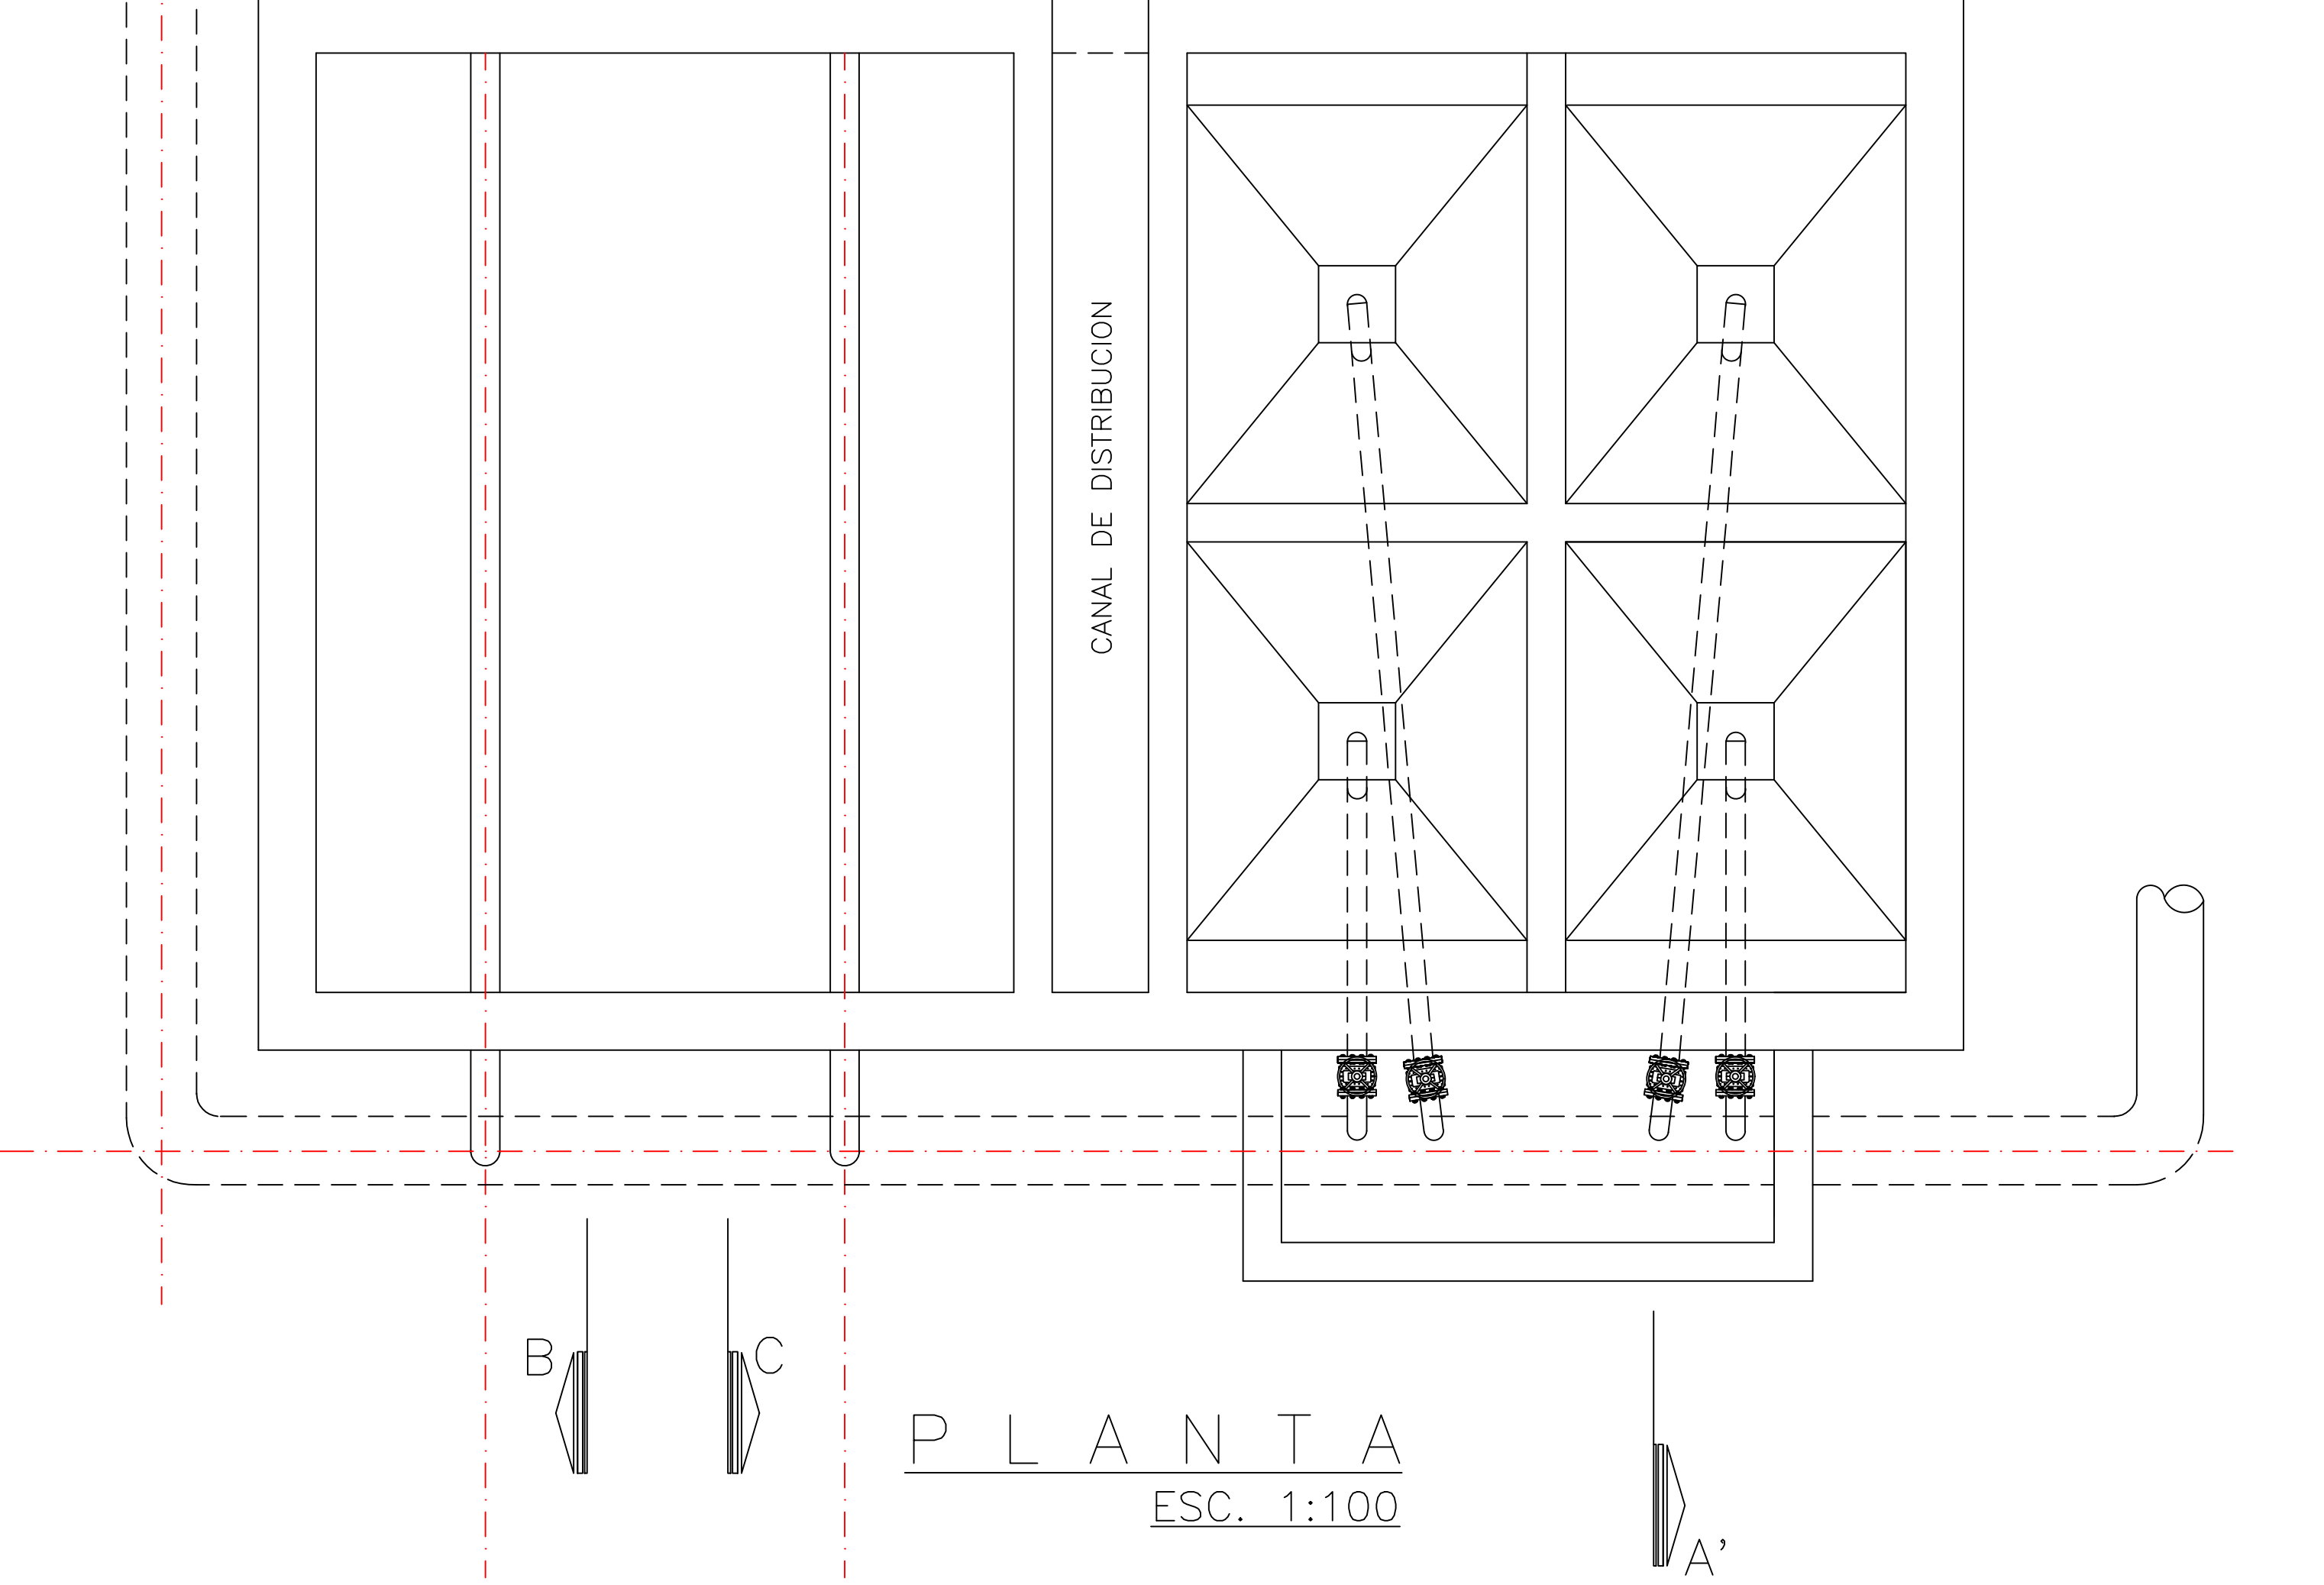 CANAL DE DISTRIBUCION
B
C
P L A N T A
ESC. 1:100
A'